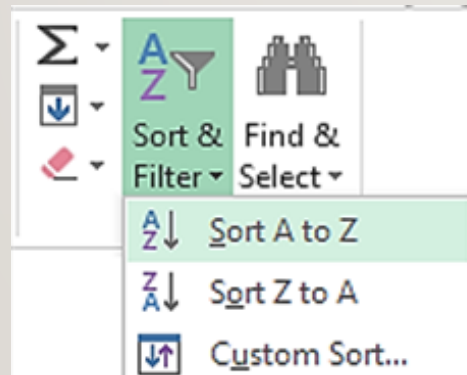 Σ
Sort & Filter
Find & Select
Sort A to Z
Sort Z to A
Custom Sort...